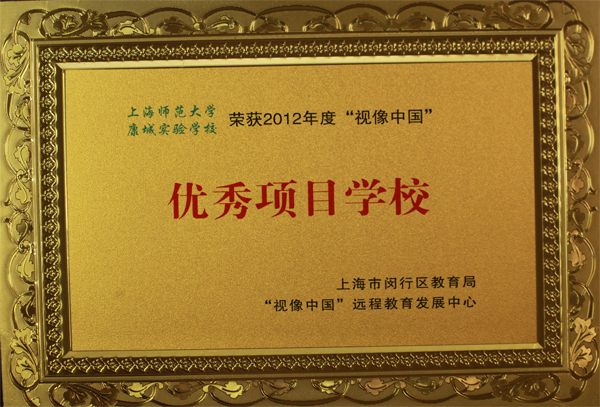 上海师范大学
康城实验学校
荣获2012年度“视像中国”
优秀项目学校
上海市闵行区教育局
“视像中国”远程教育发展中心